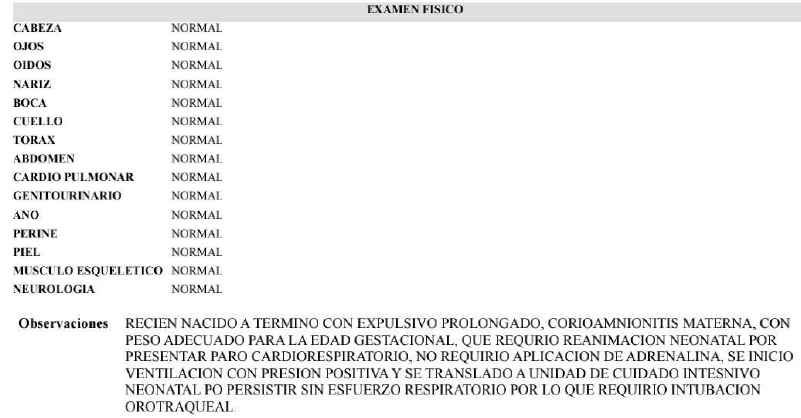 EXAMEN FISICO
CABEZA NORMAL
OJOS NORMAL
OIDOS NORMAL
NARIZ NORMAL
BOCA NORMAL
CUELLO NORMAL
TORAX NORMAL
ABDOMEN NORMAL
CARDIO PULMONAR NORMAL
GENITOURINARIO NORMAL
ANO NORMAL
PERINE NORMAL
PIEL NORMAL
MUSCULO ESQUELETICO NORMAL
NEUROLOGIA NORMAL
Observaciones RECIEN NACIDO A TERMINO CON EXPULSIVO PROLONGADO, CORIOAMNIONITIS MATERNA, CON
PESO ADECUADO PARA LA EDAD GESTACIONAL, QUE REQURIO REANIMACION NEONATAL POR
PRESENTAR PARO CARDIORESPIRATORIO, NO REQUIRIO APLICACION DE ADRENALINA, SE INICIO
VENTILACION CON PRESION POSITIVA Y SE TRANSLADO A UNIDAD DE CUIDADO INTESNIVO
NEONATAL PO PERSISTIR SIN ESFUERZO RESPIRATORIO POR LO QUE REQUIRIO INTUBACION
OROTRAQUEAL.